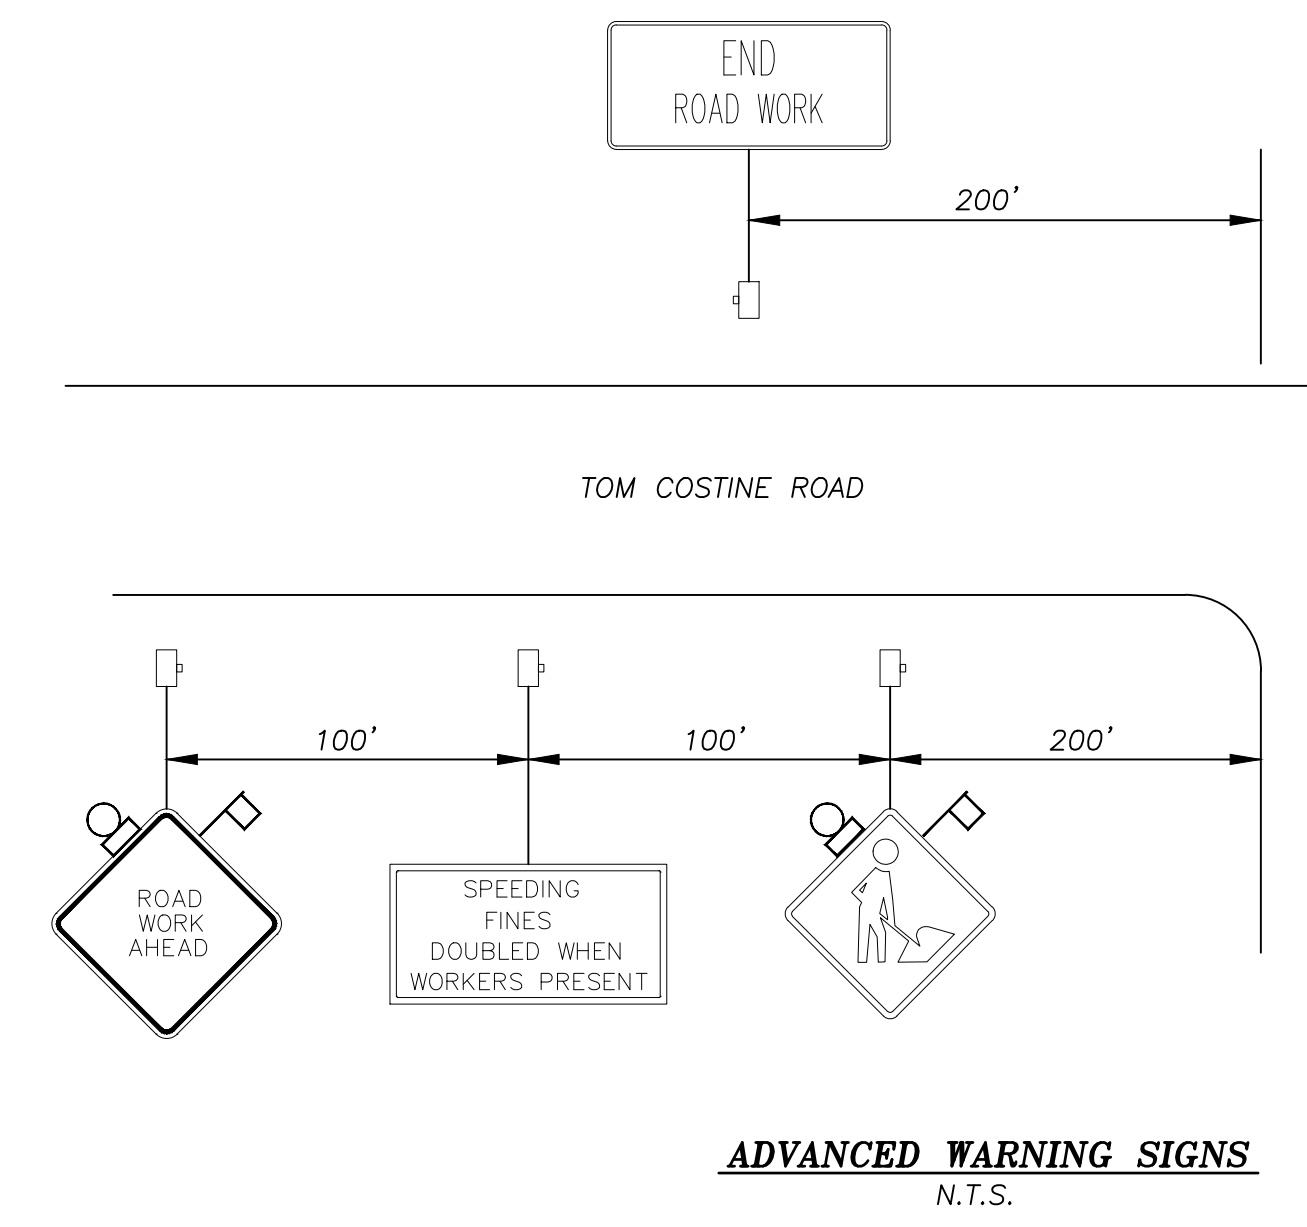 END
ROAD WORK
200'
TOM COSTINE ROAD
100'
100'
200'
ROAD
WORK
AHEAD
SPEEDING
FINES
DOUBLED WHEN
WORKERS PRESENT
ADVANCED WARNING SIGNS
N.T.S.